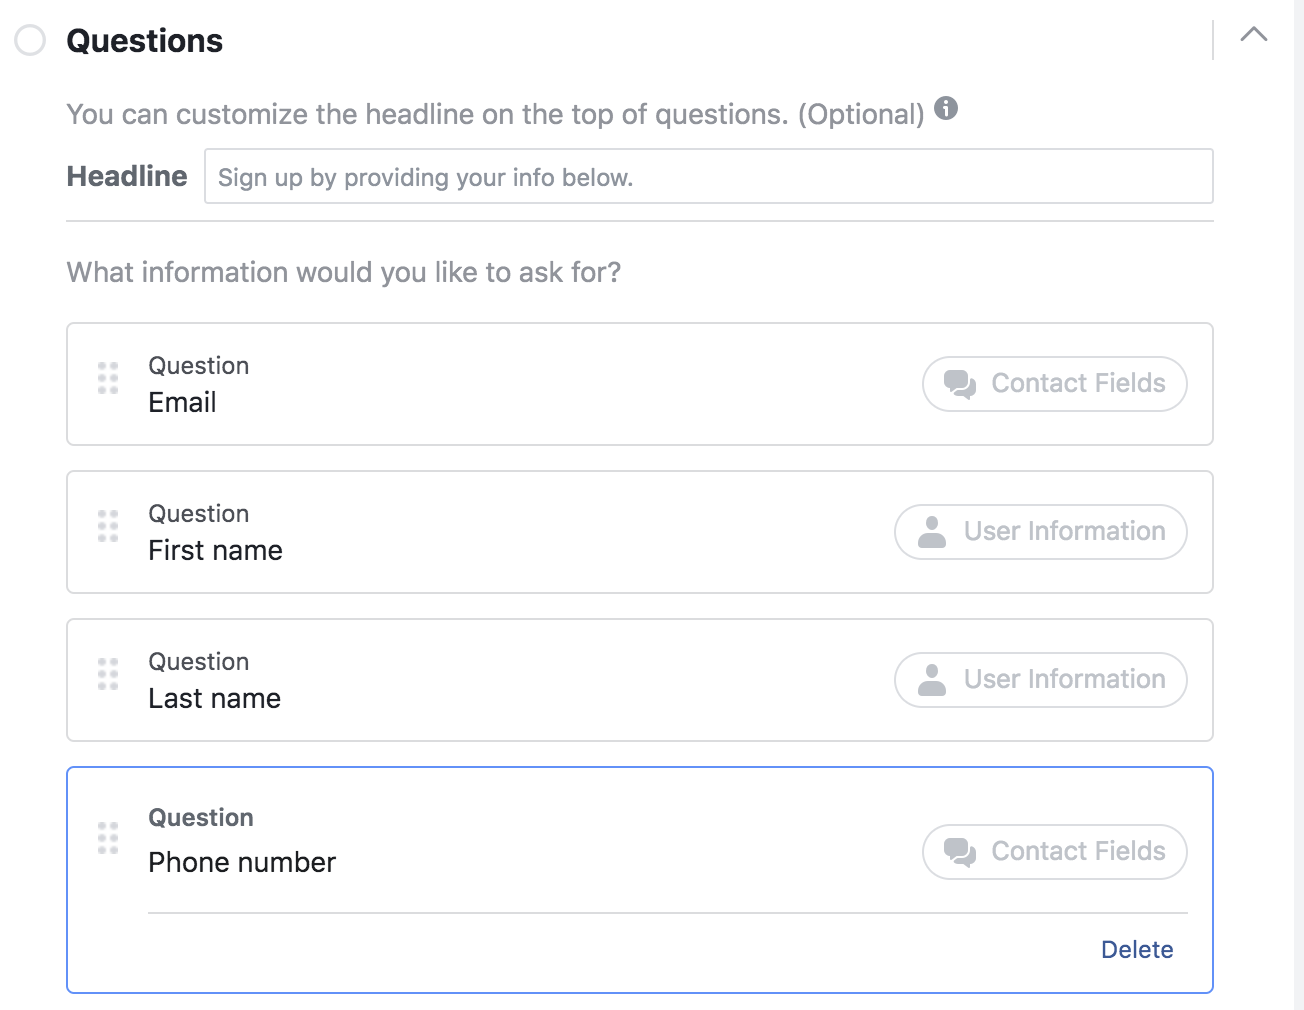 Questions
You can customize the headline on the top of questions. (Optional)
Headline Sign up by providing your info below.
What information would you like to ask for?
Question
Email
Contact Fields
Question
First name
User Information
Question
Last name
User Information
Question
Phone number
Contact Fields
Delete